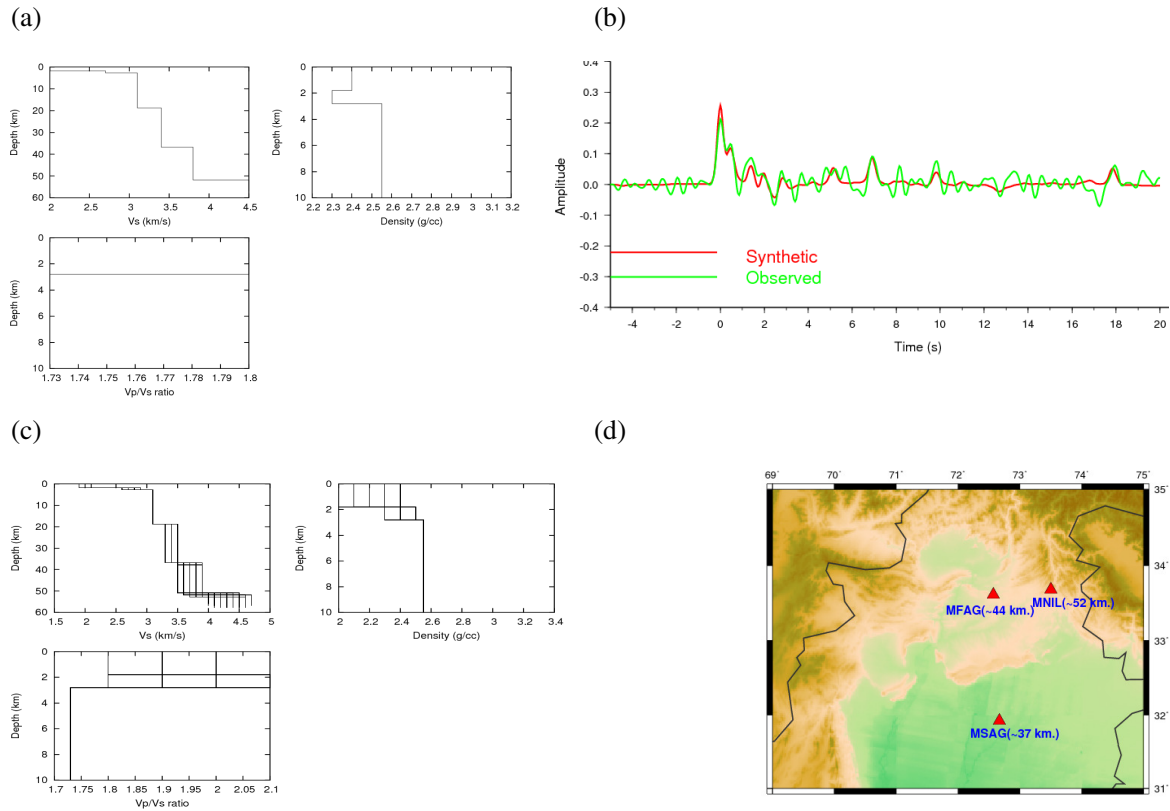 (a)
(b)
0
10
20
30
40
50
60
Depth (km)
2 2.5 3 3.5 4 4.5
Vs (km/s)
0
2
4
6
8
10
Depth (km)
2.2 2.3 2.4 2.5 2.6 2.7 2.8 2.9 3 3.1 3.2
Density (g/cc)
0
2
4
6
8
10
Depth (km)
1.73 1.74 1.75 1.76 1.77 1.78 1.79 1.8
Vp/Vs ratio
0.4
0.3
0.2
0.1
0.0
-0.1
-0.2
-0.3
-0.4
Amplitude
Synthetic
Observed
-4 -2 0 2 4 6 8 10 12 14 16 18 20
Time (s)
(c)
(d)
0
10
20
30
40
50
60
Depth (km)
1 1.5 2 2.5 3 3.5 4 4.5 5
Vs (km/s)
0
2
4
6
8
10
Depth (km)
2 2.2 2.4 2.6 2.8 3 3.2 3.4
Density (g/cc)
0
2
4
6
8
10
Depth (km)
1.7 1.75 1.8 1.85 1.9 1.95 2 2.05 2.1
Vp/Vs ratio
69° 70° 71° 72° 73° 74° 75°
35°
34°
33°
32°
31°
MFAG(~44 km.)
MNIL(~52 km.)
MSAG(~37 km.)